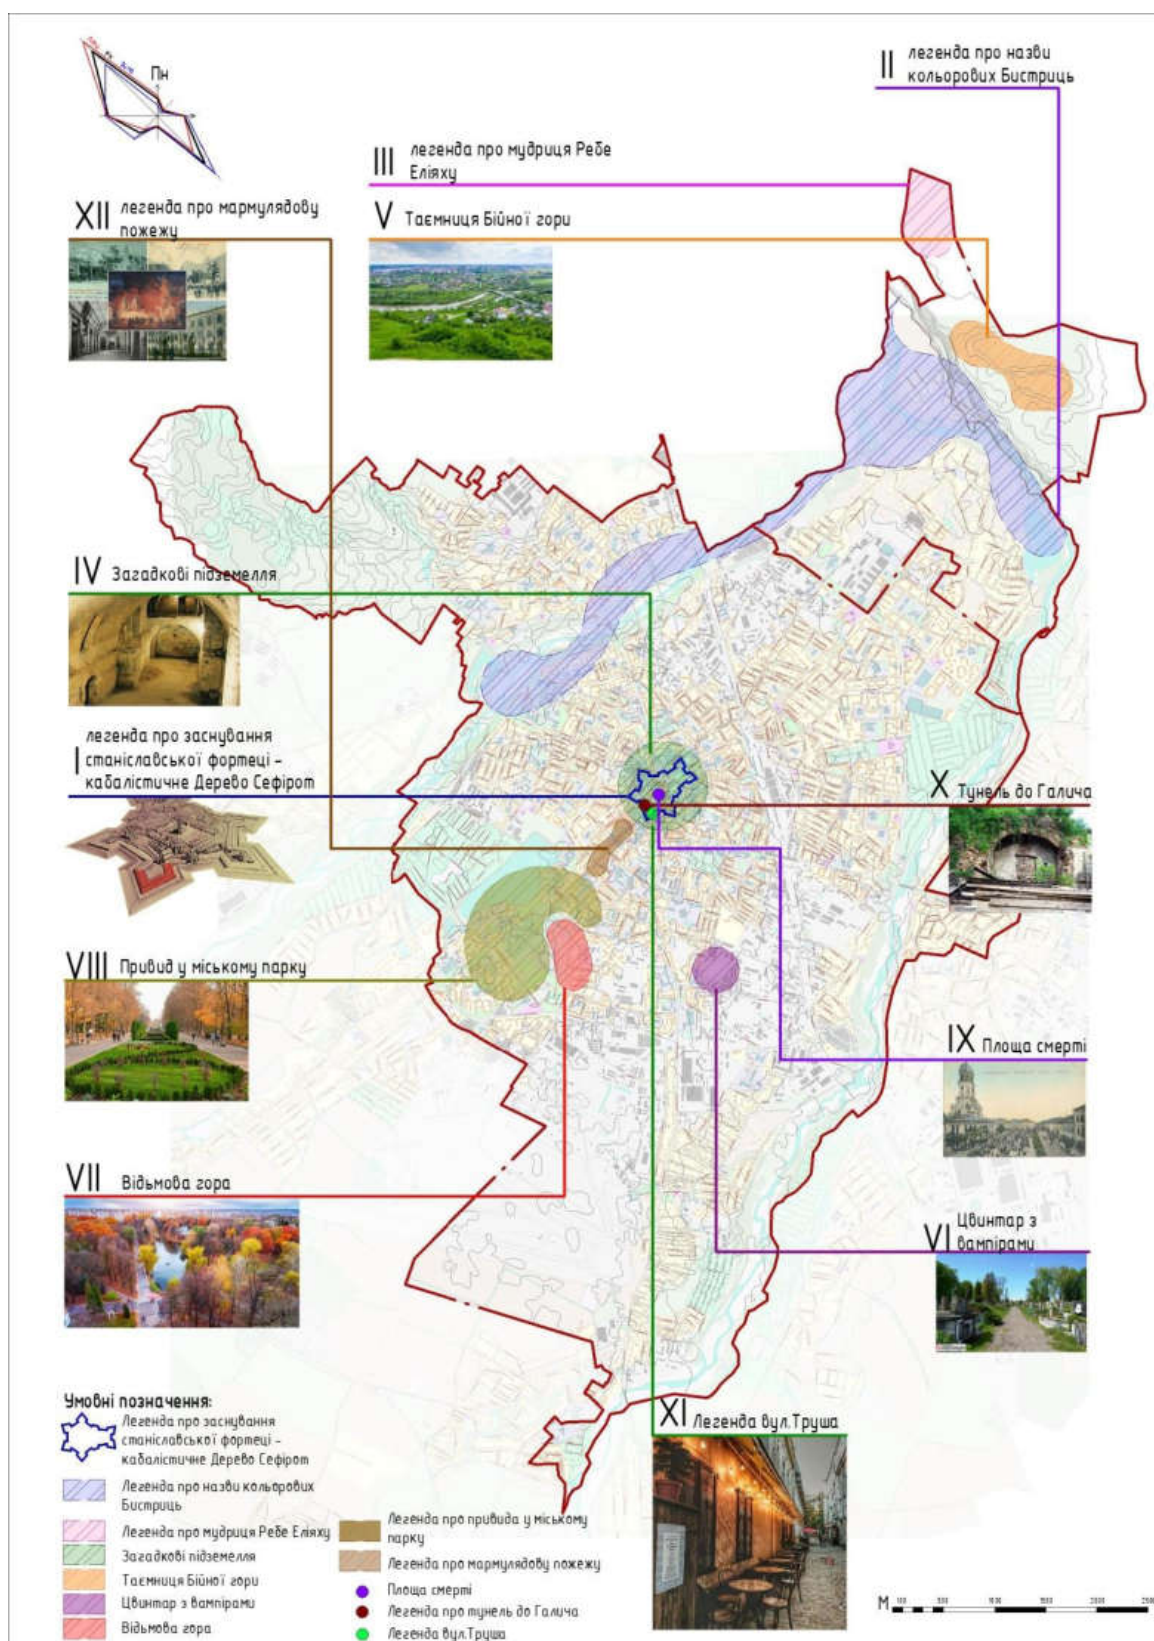 Пн
II легенда про назви
кольорових Бистриць
III легенда про мудриця Ребе
Еліяху
XII легенда про мармулядову
пожежу
V Таємниця Бійної гори
IV Загадкові підземелля
I легенда про заснування
станіславської фортеці –
кабалістичне Дерево Сефірот
X Тунель до Галича
VIII Привид у міському парку
IX Площа смерті
VII Відьмова гора
VI Цвинтар з
вампірами
XI Легенда вул.Труша
Умовні позначення:
Легенда про заснування
станіславської фортеці –
кабалістичне Дерево Сефірот
Легенда про назви кольорових
Бистриць
Легенда про мудриця Ребе Еліяху
Загадкові підземелля
Таємниця Бійної гори
Цвинтар з вампірами
Відьмова гора
Легенда про привида у міському
парку
Легенда про мармулядову пожежу
Площа смерті
Легенда про тунель до Галича
Легенда вул.Труша
М